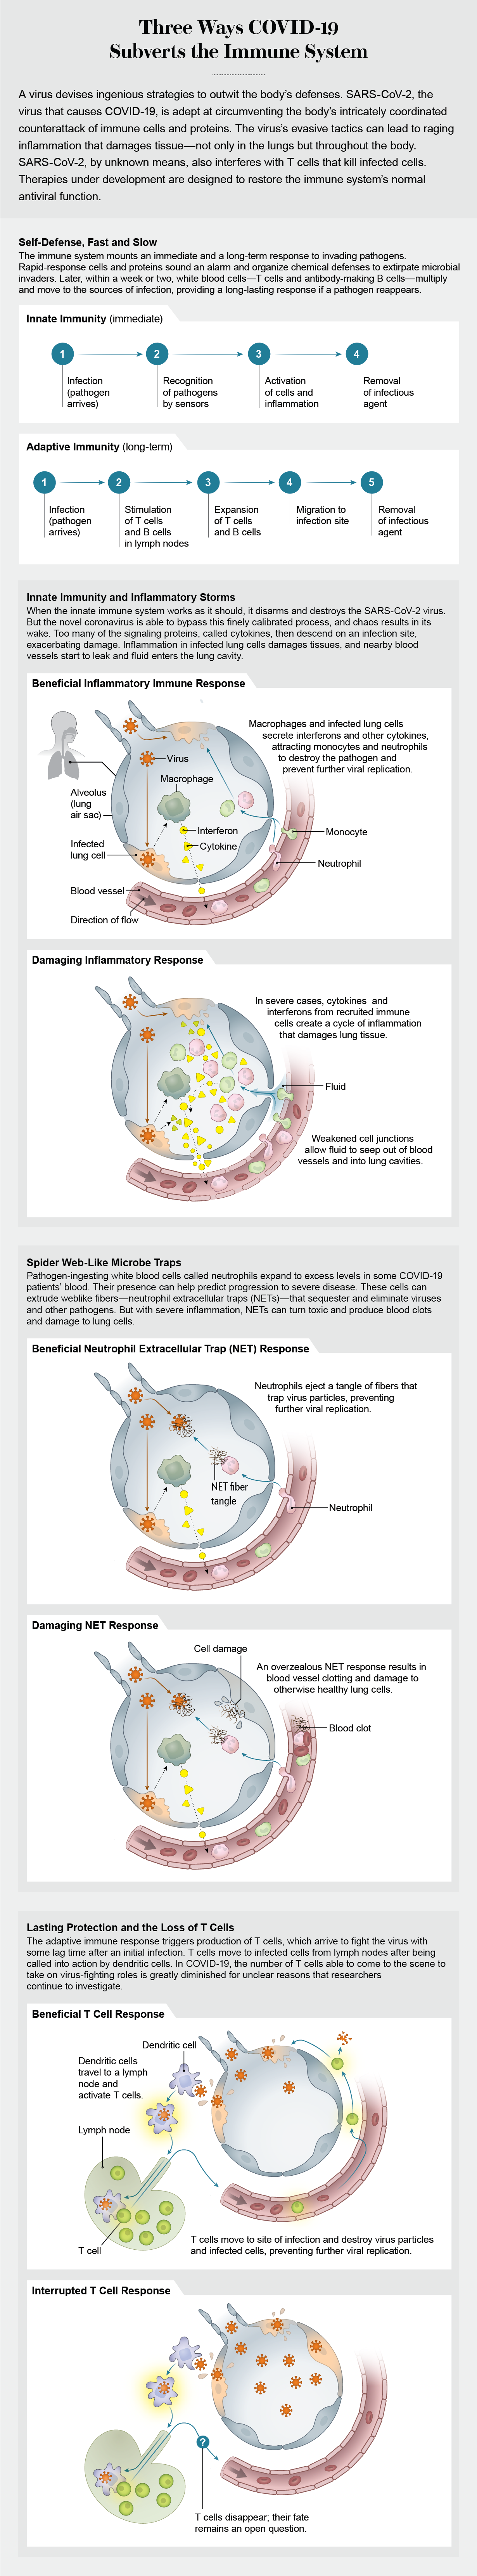 Three Ways COVID-19
Subverts the Immune System
A virus devises ingenious strategies to outwit the body’s defenses. SARS-CoV-2, the
virus that causes COVID-19, is adept at circumventing the body’s intricately coordinated
counterattack of immune cells and proteins. The virus’s evasive tactics can lead to raging
inflammation that damages tissue—not only in the lungs but throughout the body.
SARS-CoV-2, by unknown means, also interferes with T cells that kill infected cells.
Therapies under development are designed to restore the immune system’s normal
antiviral function.
Self-Defense, Fast and Slow
The immune system mounts an immediate and a long-term response to invading pathogens.
Rapid-response cells and proteins sound an alarm and organize chemical defenses to extirpate microbial
invaders. Later, within a week or two, white blood cells—T cells and antibody-making B cells—multiply
and move to the sources of infection, providing a long-lasting response if a pathogen reappears.
Innate Immunity (immediate)
1
2
3
4
Infection
(pathogen
arrives)
Recognition
of pathogens
by sensors
Activation
of cells and
inflammation
Removal
of infectious
agent
Adaptive Immunity (long-term)
1
2
3
4
5
Infection
(pathogen
arrives)
Stimulation
of T cells
and B cells
in lymph nodes
Expansion
of T cells
and B cells
Migration to
infection site
Removal
of infectious
agent
Innate Immunity and Inflammatory Storms
When the innate immune system works as it should, it disarms and destroys the SARS-CoV-2 virus.
But the novel coronavirus is able to bypass this finely calibrated process, and chaos results in its
wake. Too many of the signaling proteins, called cytokines, then descend on an infection site,
exacerbating damage. Inflammation in infected lung cells damages tissues, and nearby blood
vessels start to leak and fluid enters the lung cavity.
Beneficial Inflammatory Immune Response
Macrophages and infected lung cells
secrete interferons and other cytokines,
attracting monocytes and neutrophils
to destroy the pathogen and
prevent further viral replication.
Virus
Macrophage
Alveolus
(lung
air sac)
Interferon
Monocyte
Infected
lung cell
Cytokine
Neutrophil
Blood vessel
Direction of flow
Damaging Inflammatory Response
In severe cases, cytokines and
interferons from recruited immune
cells create a cycle of inflammation
that damages lung tissue.
Fluid
Weakened cell junctions
allow fluid to seep out of blood
vessels and into lung cavities.
Spider Web-Like Microbe Traps
Pathogen-ingesting white blood cells called neutrophils expand to excess levels in some COVID-19
patients’ blood. Their presence can help predict progression to severe disease. These cells can
extrude weblike fibers—neutrophil extracellular traps (NETs)—that sequester and eliminate viruses
and other pathogens. But with severe inflammation, NETs can turn toxic and produce blood clots
and damage to lung cells.
Beneficial Neutrophil Extracellular Trap (NET) Response
Neutrophils eject a tangle of fibers that
trap virus particles, preventing
further viral replication.
NET fiber
tangle
Neutrophil
Damaging NET Response
Cell damage
An overzealous NET response results in
blood vessel clotting and damage to
otherwise healthy lung cells.
Blood clot
Lasting Protection and the Loss of T Cells
The adaptive immune response triggers production of T cells, which arrive to fight the virus with
some lag time after an initial infection. T cells move to infected cells from lymph nodes after being
called into action by dendritic cells. In COVID-19, the number of T cells able to come to the scene to
take on virus-fighting roles is greatly diminished for unclear reasons that researchers
continue to investigate.
Beneficial T Cell Response
Dendritic cell
Dendritic cells
travel to a lymph
node and
activate T cells.
Lymph node
T cell
T cells move to site of infection and destroy virus particles
and infected cells, preventing further viral replication.
Interrupted T Cell Response
?
T cells disappear; their fate
remains an open question.